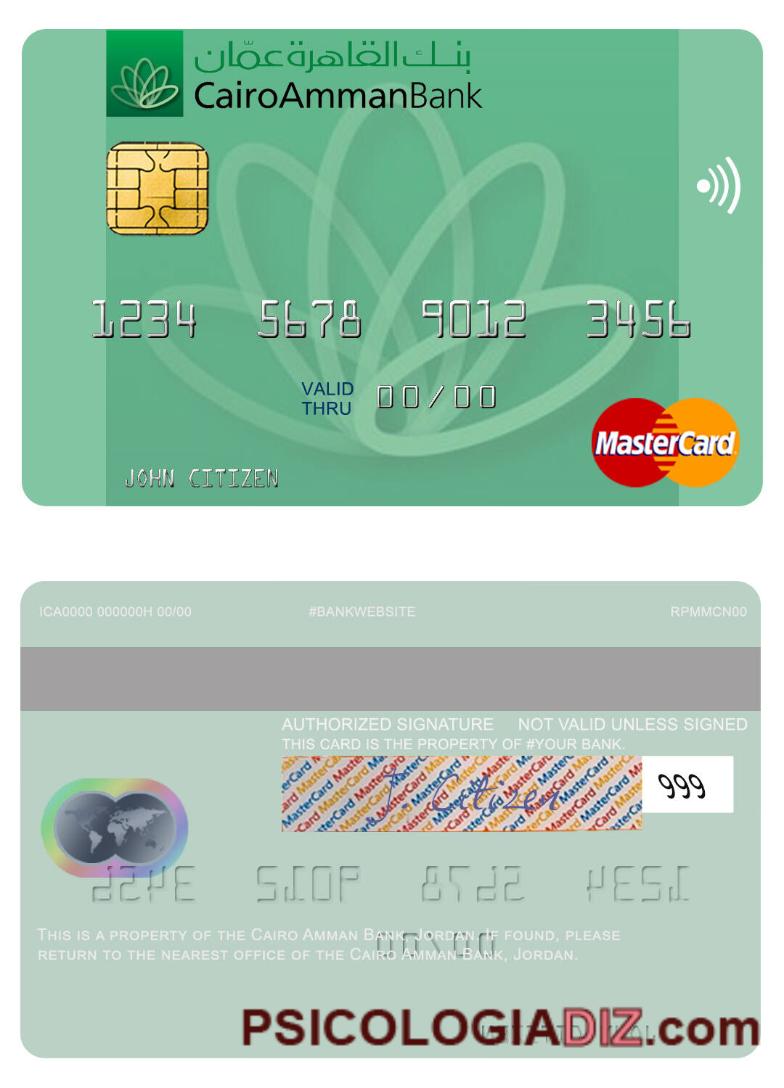 بنك القاهرة عمّان
CairoAmmanBank
1234 5678 9012 3456
VALID THRU 00/00
MasterCard
JOHN CITIZEN
ICA0000 000000H 00/00 #BANKWEBSITE RPMMCN00
AUTHORIZED SIGNATURE NOT VALID UNLESS SIGNED
THIS CARD IS THE PROPERTY OF #YOUR BANK.
J Citizen
999
THIS IS A PROPERTY OF THE CAIRO AMMAN BANK, JORDAN. IF FOUND, PLEASE
RETURN TO THE NEAREST OFFICE OF THE CAIRO AMMAN BANK, JORDAN.
PSICOLOGIADIZ.com